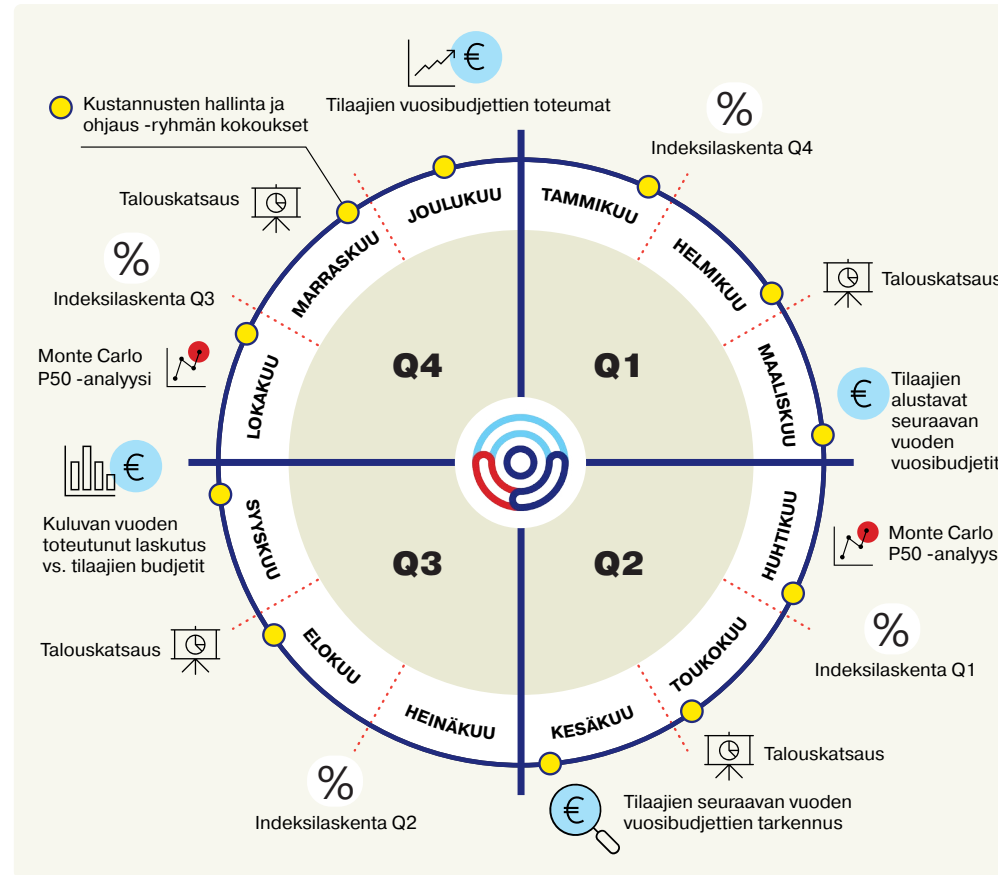 €
Tilaajien vuosibudjettien toteumat
Kustannusten hallinta ja
ohjaus -ryhmän kokoukset
%
Indeksilaskenta Q4
Talouskatsaus
%
Indeksilaskenta Q3
Monte Carlo
P50 -analyysi
€
Kuluvan vuoden
toteutunut laskutus
vs. tilaajien budjetit
Talouskatsaus
%
Indeksilaskenta Q2
TAMMIKUU
HELMIKUU
MAALISKUU
HUHTIKUU
TOUKOKUU
KESÄKUU
HEINÄKUU
ELOKUU
SYYSKUU
LOKAKUU
MARRASKUU
JOULUKUU
Q4
Q1
Q3
Q2
Talouskatsaus
€
Tilaajien
alustavat
seuraavan
vuoden
vuosibudjetit
Monte Carlo
P50 -analyys
%
Indeksilaskenta Q1
Talouskatsaus
€
Tilaajien seuraavan vuoden
vuosibudjettien tarkennus